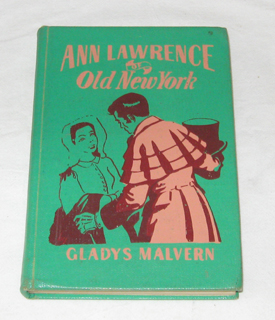 ANN LAWRENCE
of
Old New York
GLADYS MALVERN